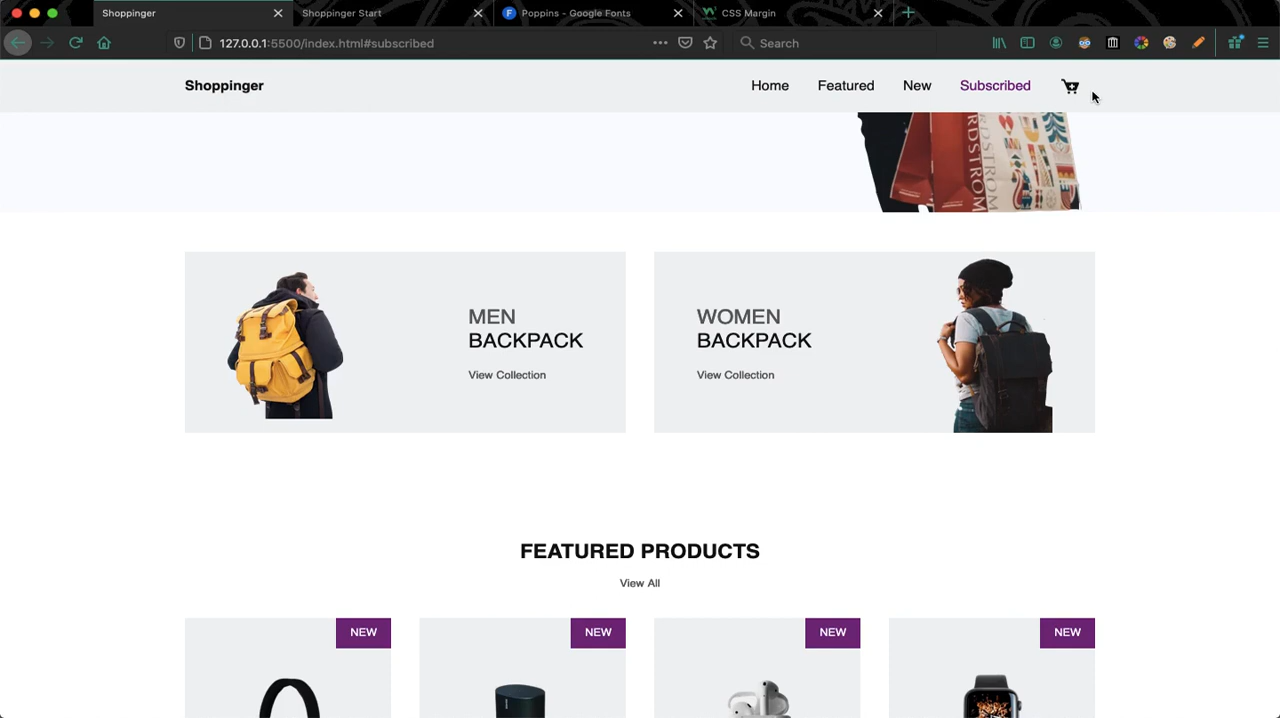 Shoppinger
Shoppinger Start
Poppins - Google Fonts
CSS Margin
127.0.0.1:5500/index.html#subscribed
Search
Shoppinger
Home
Featured
New
Subscribed
RDSTROM
RDSTROM
MEN
BACKPACK
View Collection
WOMEN
BACKPACK
View Collection
FEATURED PRODUCTS
View All
NEW
NEW
NEW
NEW